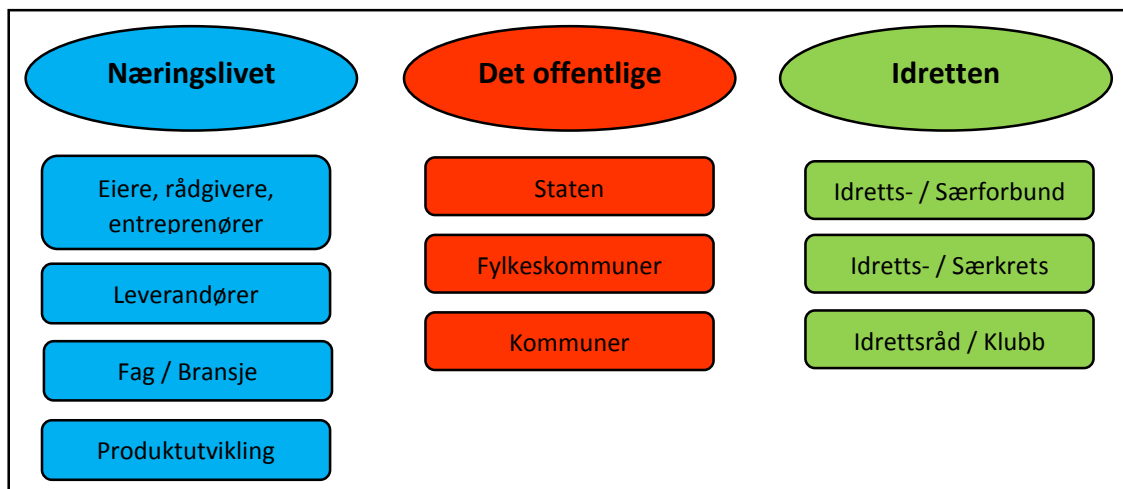 Næringslivet
Eiere, rådgivere,
entreprenører
Leverandører
Fag / Bransje
Produktutvikling
Det offentlige
Staten
Fylkeskommuner
Kommuner
Idretten
Idretts- / Særforbund
Idretts- / Særkrets
Idrettsråd / Klubb